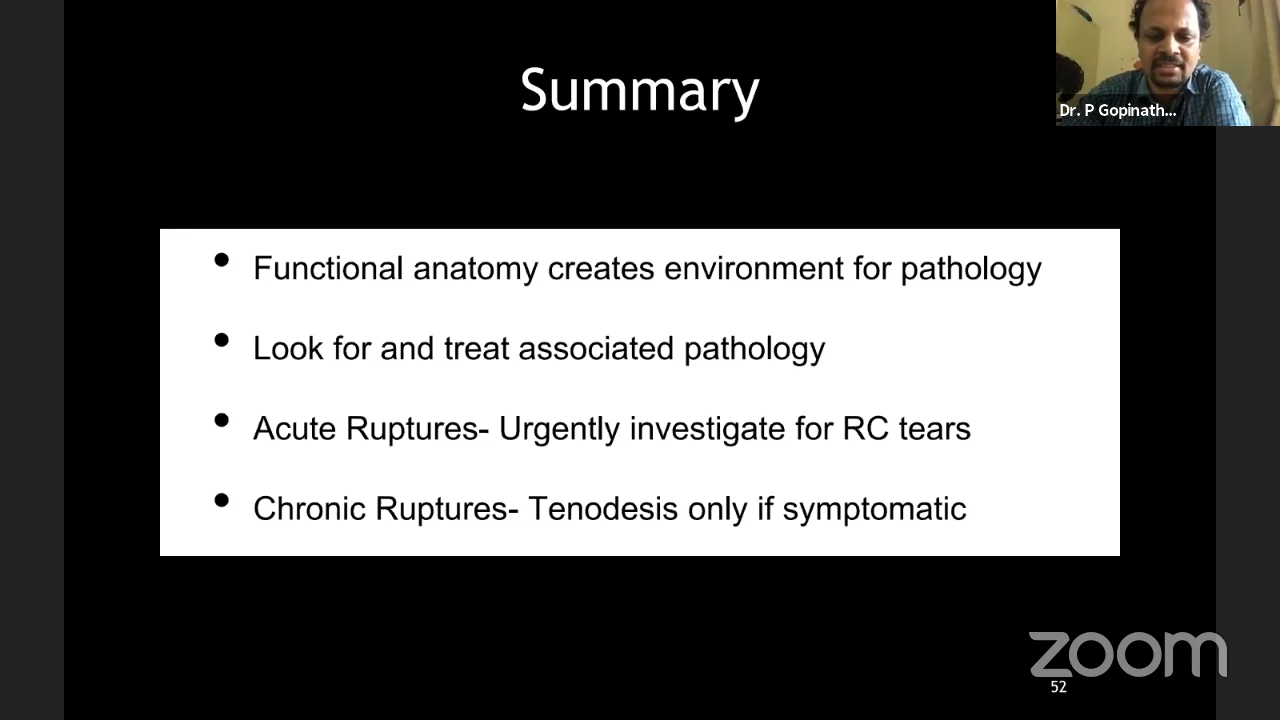 Summary
Dr. P Gopinath...
• Functional anatomy creates environment for pathology
• Look for and treat associated pathology
• Acute Ruptures- Urgently investigate for RC tears
• Chronic Ruptures- Tenodesis only if symptomatic
zoom
52